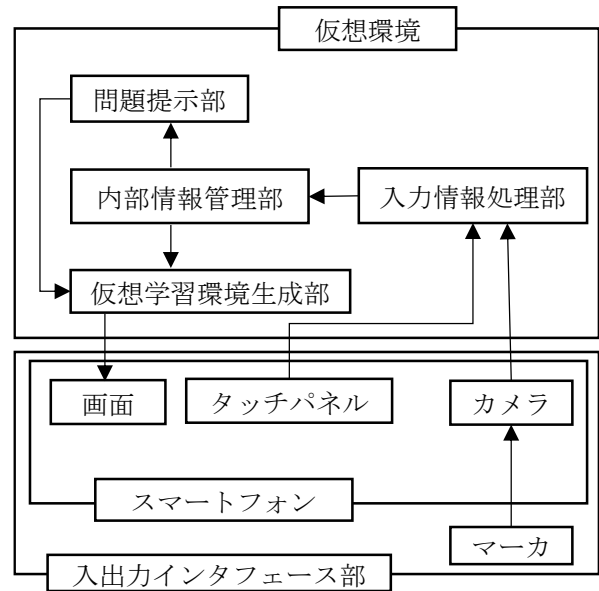 仮想環境
問題提示部
内部情報管理部
入力情報処理部
仮想学習環境生成部
画面
タッチパネル
カメラ
スマートフォン
マーカ
入出力インタフェース部